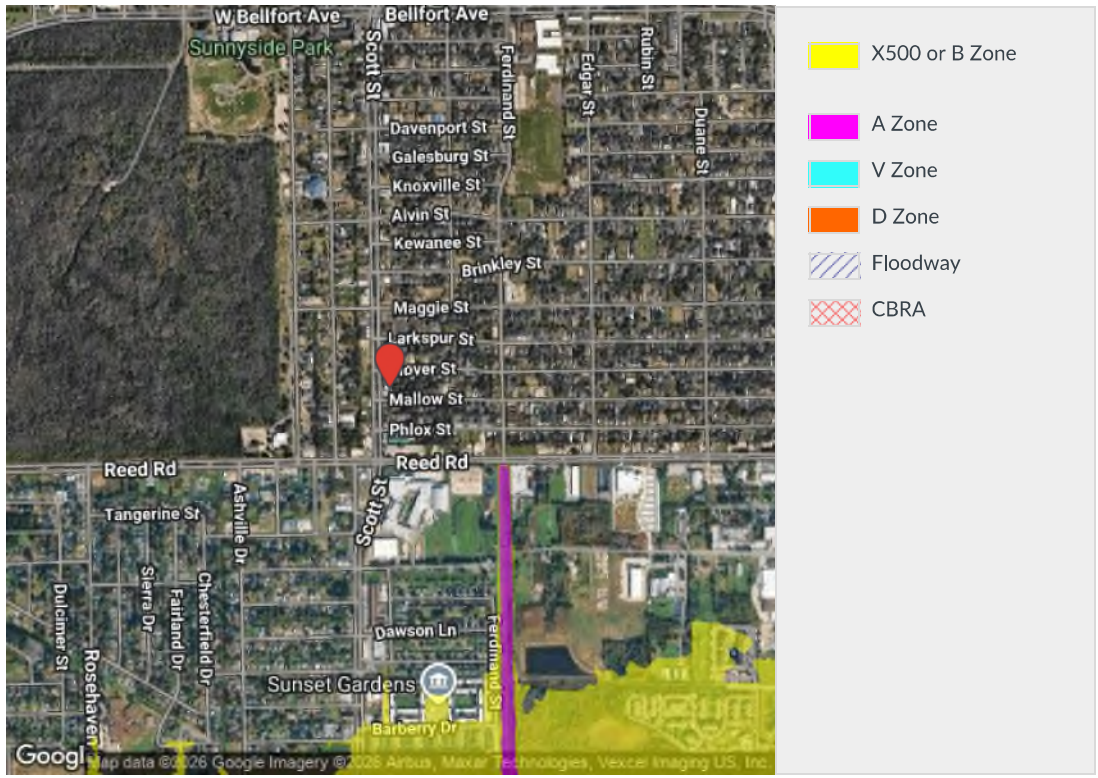 W Bellfort Ave
Bellfort Ave
Sunnyside Park
Scott St
Ferdinand St
Edgar St
Rubin St
Duane St
Davenport St
Galesburg St
Knoxville St
Alvin St
Kewanee St
Brinkley St
Maggie St
Larkspur St
over St
Mallow St
Phlox St
Reed Rd
Reed Rd
Scott St
Ashville Dr
Tangerine St
Sierra Dr
Fairland Dr
Chesterfield Dr
Dulcimer St
Rosehaven
Dawson Ln
Ferdinand St
Sunset Gardens
Barberry Dr
Googl
Map data ©2026 Google Imagery ©2026 Airbus, Maxar Technologies, Vexcel Imaging US, Inc.
X500 or B Zone
A Zone
V Zone
D Zone
Floodway
CBRA